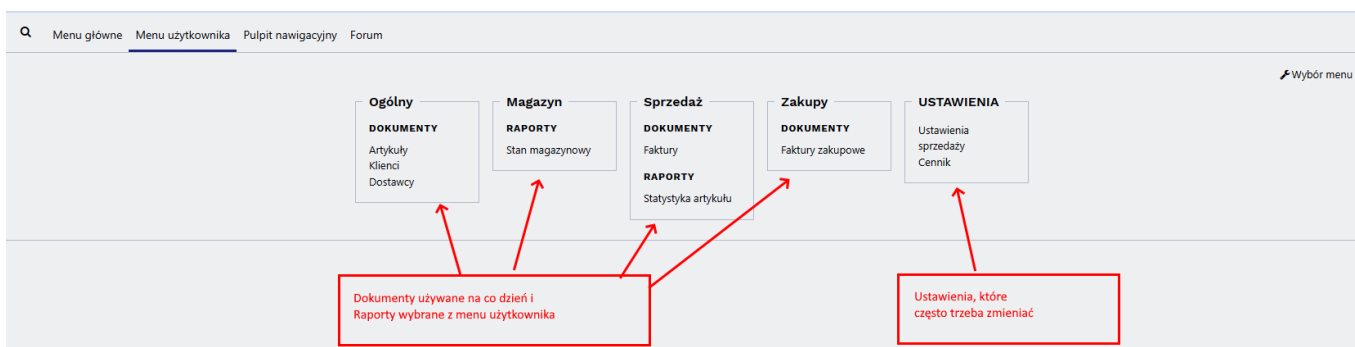 Menu główne Menu użytkownika Pulpit nawigacyjny Forum
Wybór menu
Ogólny
DOKUMENTY
Artykuły
Klienci
Dostawcy
Magazyn
RAPORTY
Stan magazynowy
Sprzedaż
DOKUMENTY
Faktury
RAPORTY
Statystyka artykułu
Zakupy
DOKUMENTY
Faktury zakupowe
USTAWIENIA
Ustawienia
sprzedaży
Cennik
Dokumenty używane na co dzień i
Raporty wybrane z menu użytkownika
Ustawienia, które
często trzeba zmieniać